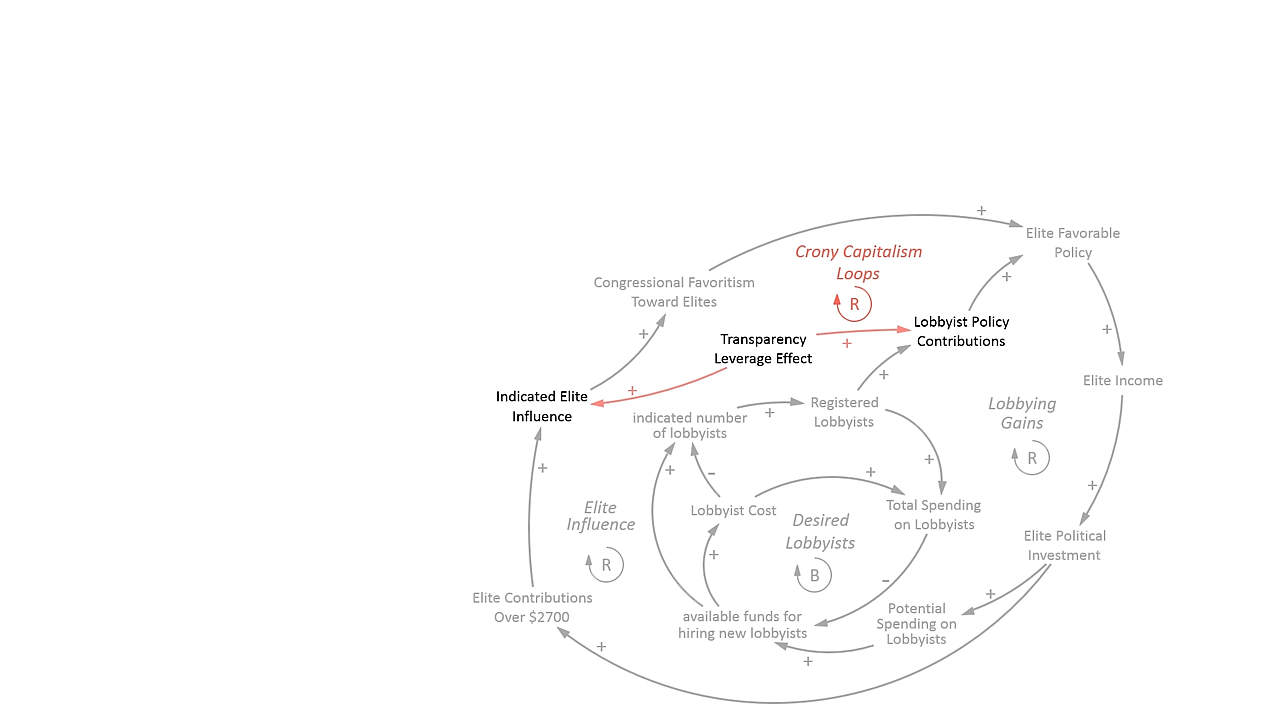 +
Elite Favorable
Policy
Crony Capitalism
Loops
R
+
Congressional Favoritism
Toward Elites
+
Lobbyist Policy
Contributions
+
Transparency
Leverage Effect
+
+
Elite Income
+
Indicated Elite
Influence
indicated number
of lobbyists
+
Registered
Lobbyists
Lobbying
Gains
R
+
+
+
-
+
+
Elite
Influence
R
Lobbyist Cost
Desired
Lobbyists
B
Total Spending
on Lobbyists
Elite Political
Investment
+
-
+
Elite Contributions
Over $2700
available funds for
hiring new lobbyists
Potential
Spending on
Lobbyists
+
+